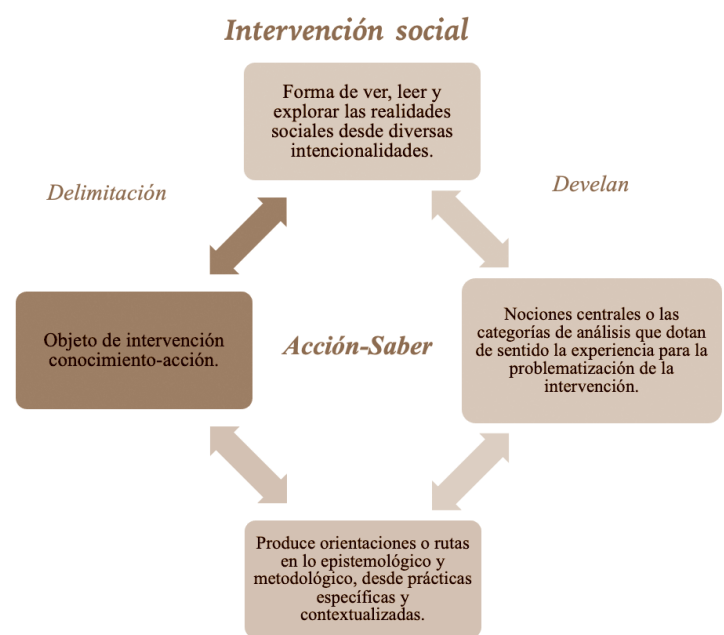 Intervención social
Forma de ver, leer y
explorar las realidades
sociales desde diversas
intencionalidades.
Delimitación
Develan
Objeto de intervención
conocimiento-acción.
Acción-Saber
Nociones centrales o las
categorías de análisis que dotan
de sentido la experiencia para la
problematización de la
intervención.
Produce orientaciones o rutas
en lo epistemológico y
metodológico, desde prácticas
específicas y
contextualizadas.